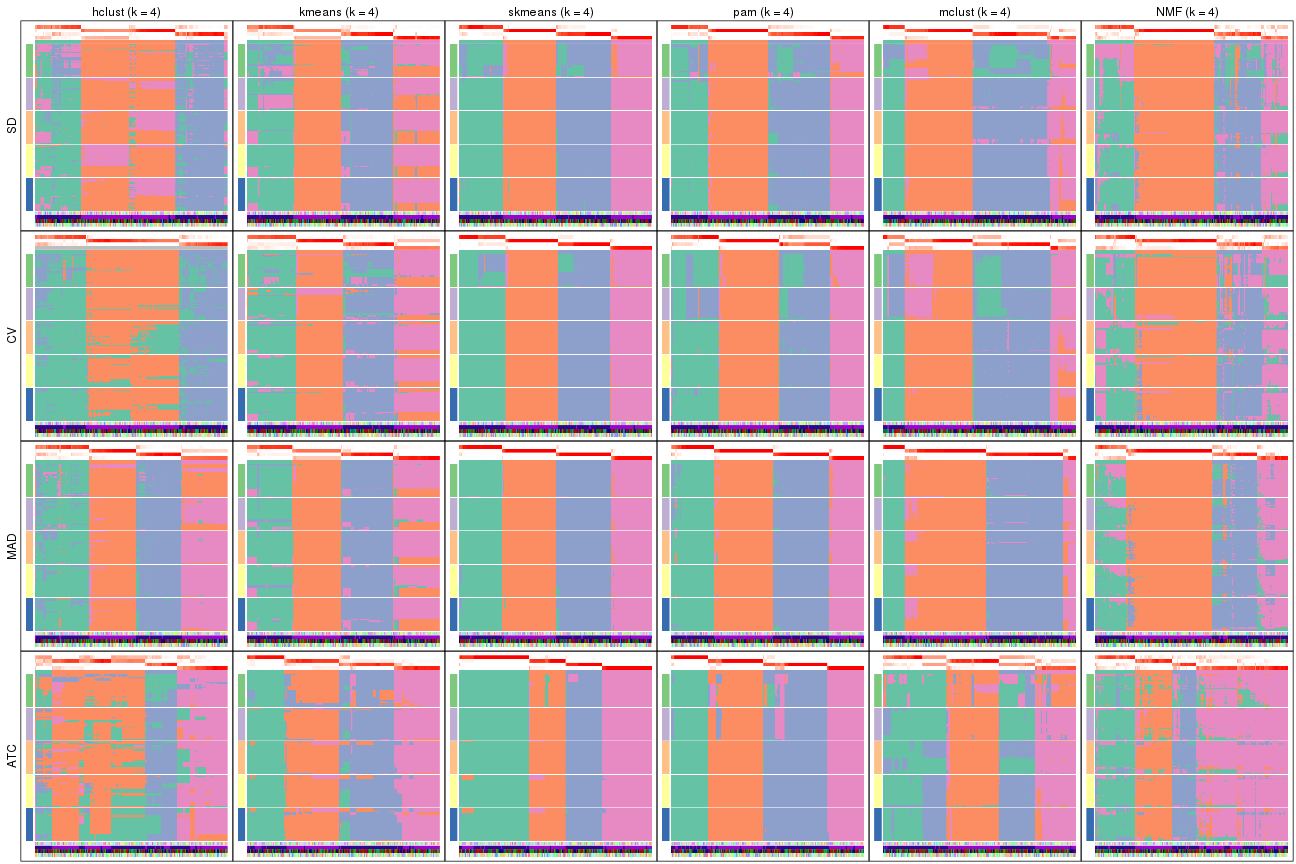 hclust (k = 4)
kmeans (k = 4)
skmeans (k = 4)
pam (k = 4)
mclust (k = 4)
NMF (k = 4)
SD
CV
MAD
ATC